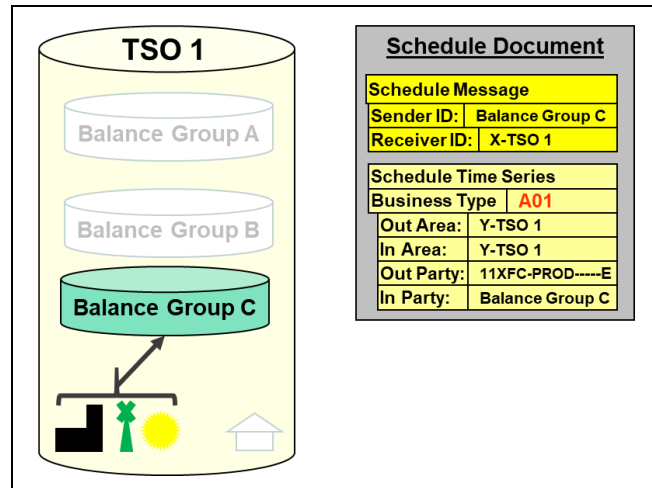 TSO 1
Balance Group A
Balance Group B
Balance Group C
Schedule Document
Schedule Message
Sender ID: Balance Group C
Receiver ID: X-TSO 1
Schedule Time Series
Business Type A01
Out Area: Y-TSO 1
In Area: Y-TSO 1
Out Party: 11XFC-PROD-----E
In Party: Balance Group C